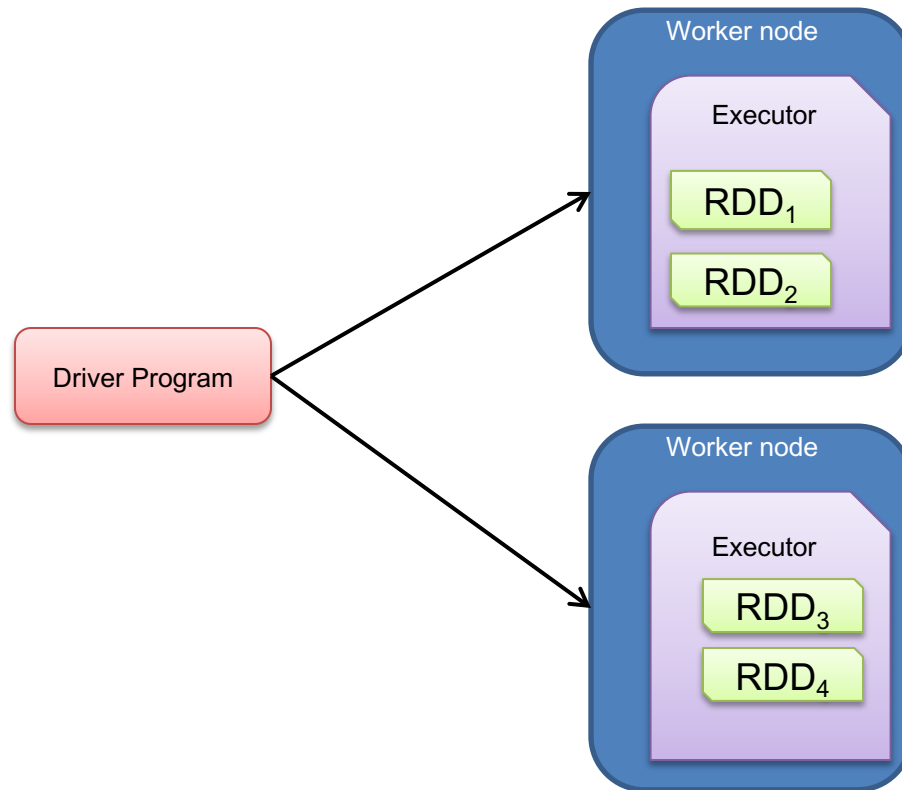 Worker node
Executor
RDD₁
RDD₂
Driver Program
Worker node
Executor
RDD₃
RDD₄